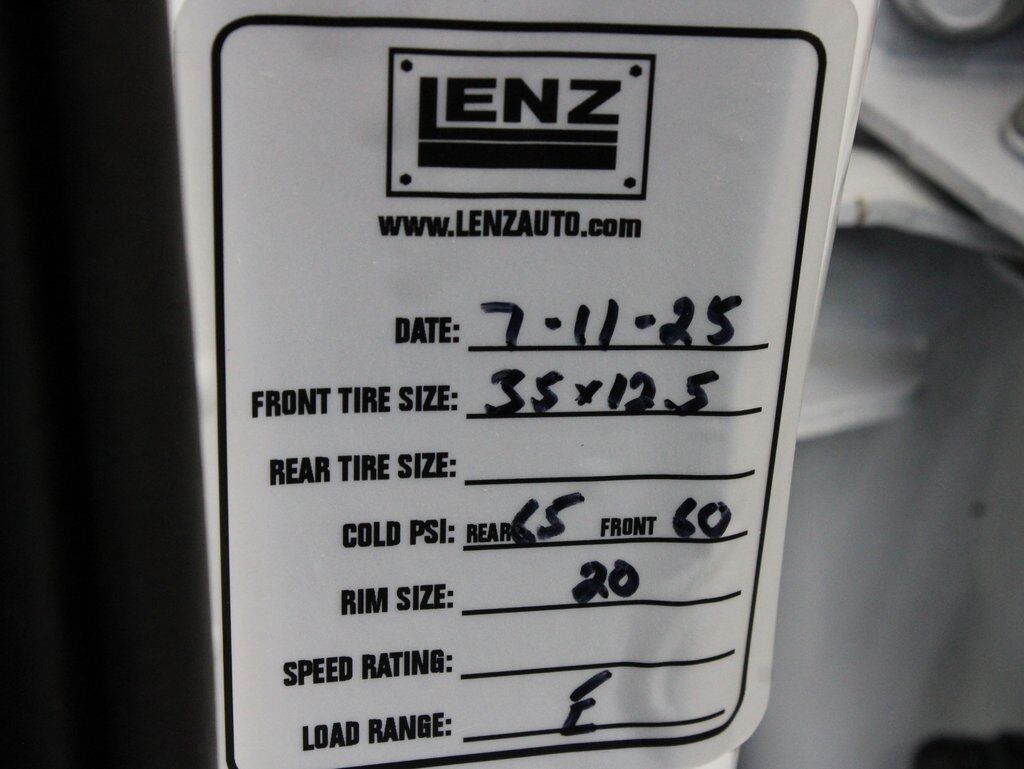 LENZ
www.LENZAUTO.com
DATE: 7-11-25
FRONT TIRE SIZE: 35x12.5
REAR TIRE SIZE:
COLD PSI: REAR 65 FRONT 60
RIM SIZE: 20
SPEED RATING:
LOAD RANGE: E